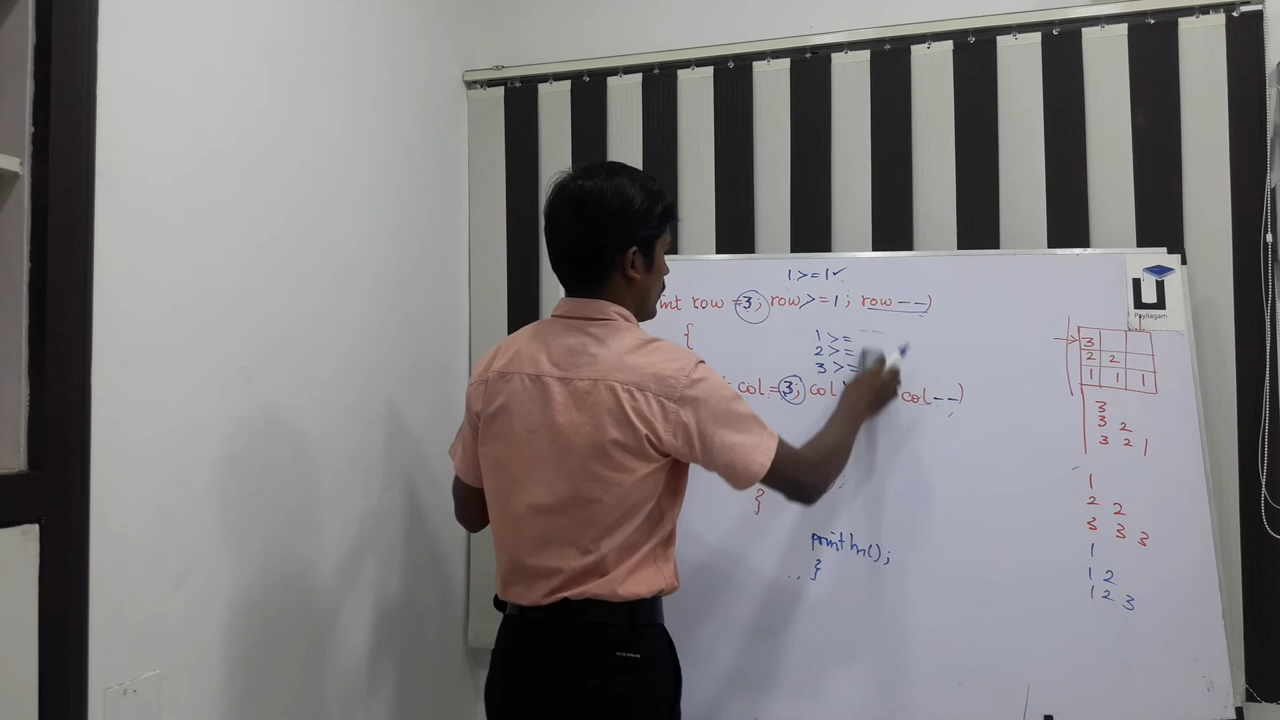 1 >= 1 ✓
int row = 3; row >= 1; row --)
{
1 >=
2 >=
3 >=
col = 3; col
col --)
;
}
println();
}
Payilagam
3
2 2
1 1 1
3
3 2
3 2 1
1
2 2
3 3 3
1
1 2
1 2 3